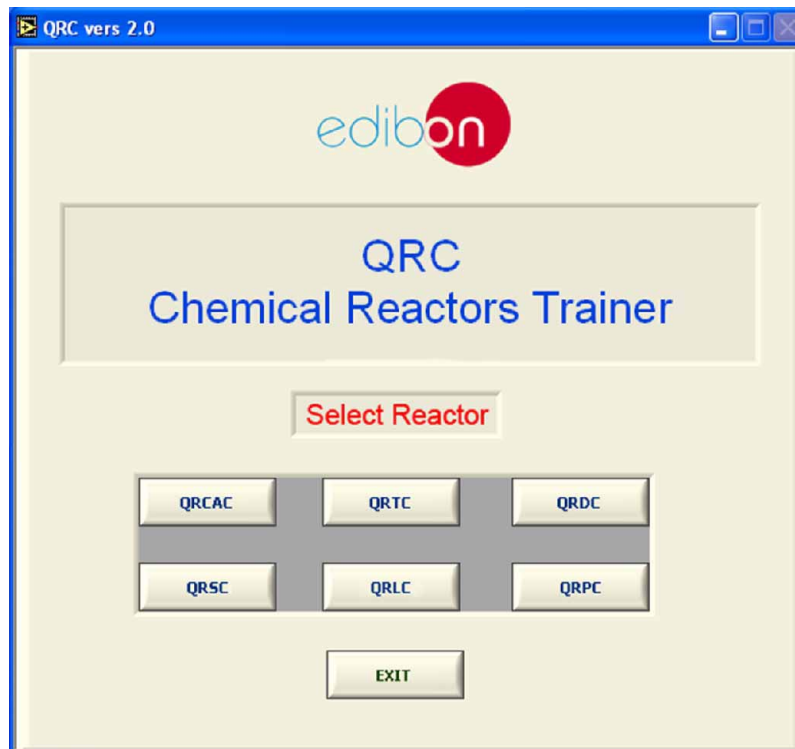 QRC vers 2.0
edibon
QRC
Chemical Reactors Trainer
Select Reactor
QRCAC QRTC QRDC
QRSC QRLC QRPC
EXIT